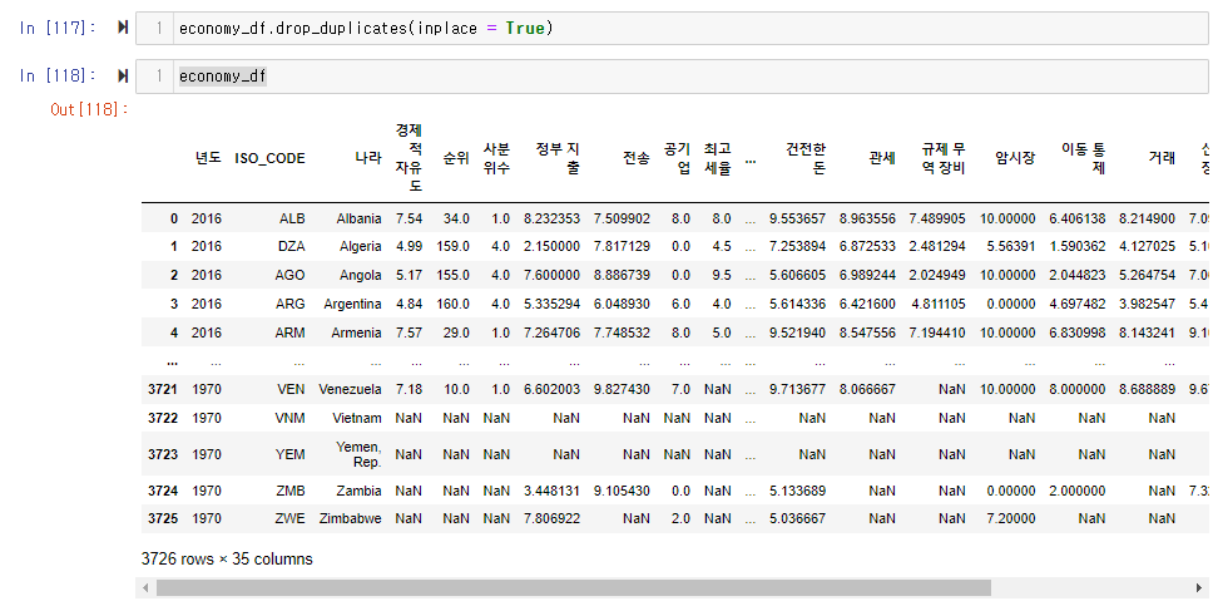 In [117]: 1 economy_df.drop_duplicates(inplace = True)
In [118]: 1 economy_df
Out[118]:
년도 ISO_CODE 나라 경제적 자유도 순위 사분위수 정부 지출 전송 공기업 최고 세율 ... 건전한 돈 관세 규제 무역 장비 암시장 이동 통제 거래
0 2016 ALB Albania 7.54 34.0 1.0 8.232353 7.509902 8.0 8.0 ... 9.553657 8.963556 7.489905 10.00000 6.406138 8.214900
1 2016 DZA Algeria 4.99 159.0 4.0 2.150000 7.817129 0.0 4.5 ... 7.253894 6.872533 2.481294 5.56391 1.590362 4.127025
2 2016 AGO Angola 5.17 155.0 4.0 7.600000 8.886739 0.0 9.5 ... 5.606605 6.989244 2.024949 10.00000 2.044823 5.264754
3 2016 ARG Argentina 4.84 160.0 4.0 5.335294 6.048930 6.0 4.0 ... 5.614336 6.421600 4.811105 0.00000 4.697482 3.982547
4 2016 ARM Armenia 7.57 29.0 1.0 7.264706 7.748532 8.0 5.0 ... 9.521940 8.547556 7.194410 10.00000 6.830998 8.143241
... ... ... ... ... ... ... ... ... ... ... ... ... ... ... ... ... ...
3721 1970 VEN Venezuela 7.18 10.0 1.0 6.602003 9.827430 7.0 NaN ... 9.713677 8.066667 NaN 10.00000 8.000000 8.688889
3722 1970 VNM Vietnam NaN NaN NaN NaN NaN NaN NaN ... NaN NaN NaN NaN NaN NaN
3723 1970 YEM Yemen, Rep. NaN NaN NaN NaN NaN NaN NaN ... NaN NaN NaN NaN NaN NaN
3724 1970 ZMB Zambia NaN NaN NaN 3.448131 9.105430 0.0 NaN ... 5.133689 NaN NaN 0.00000 2.000000 NaN
3725 1970 ZWE Zimbabwe NaN NaN NaN 7.806922 NaN 2.0 NaN ... 5.036667 NaN NaN 7.20000 NaN NaN
3726 rows × 35 columns